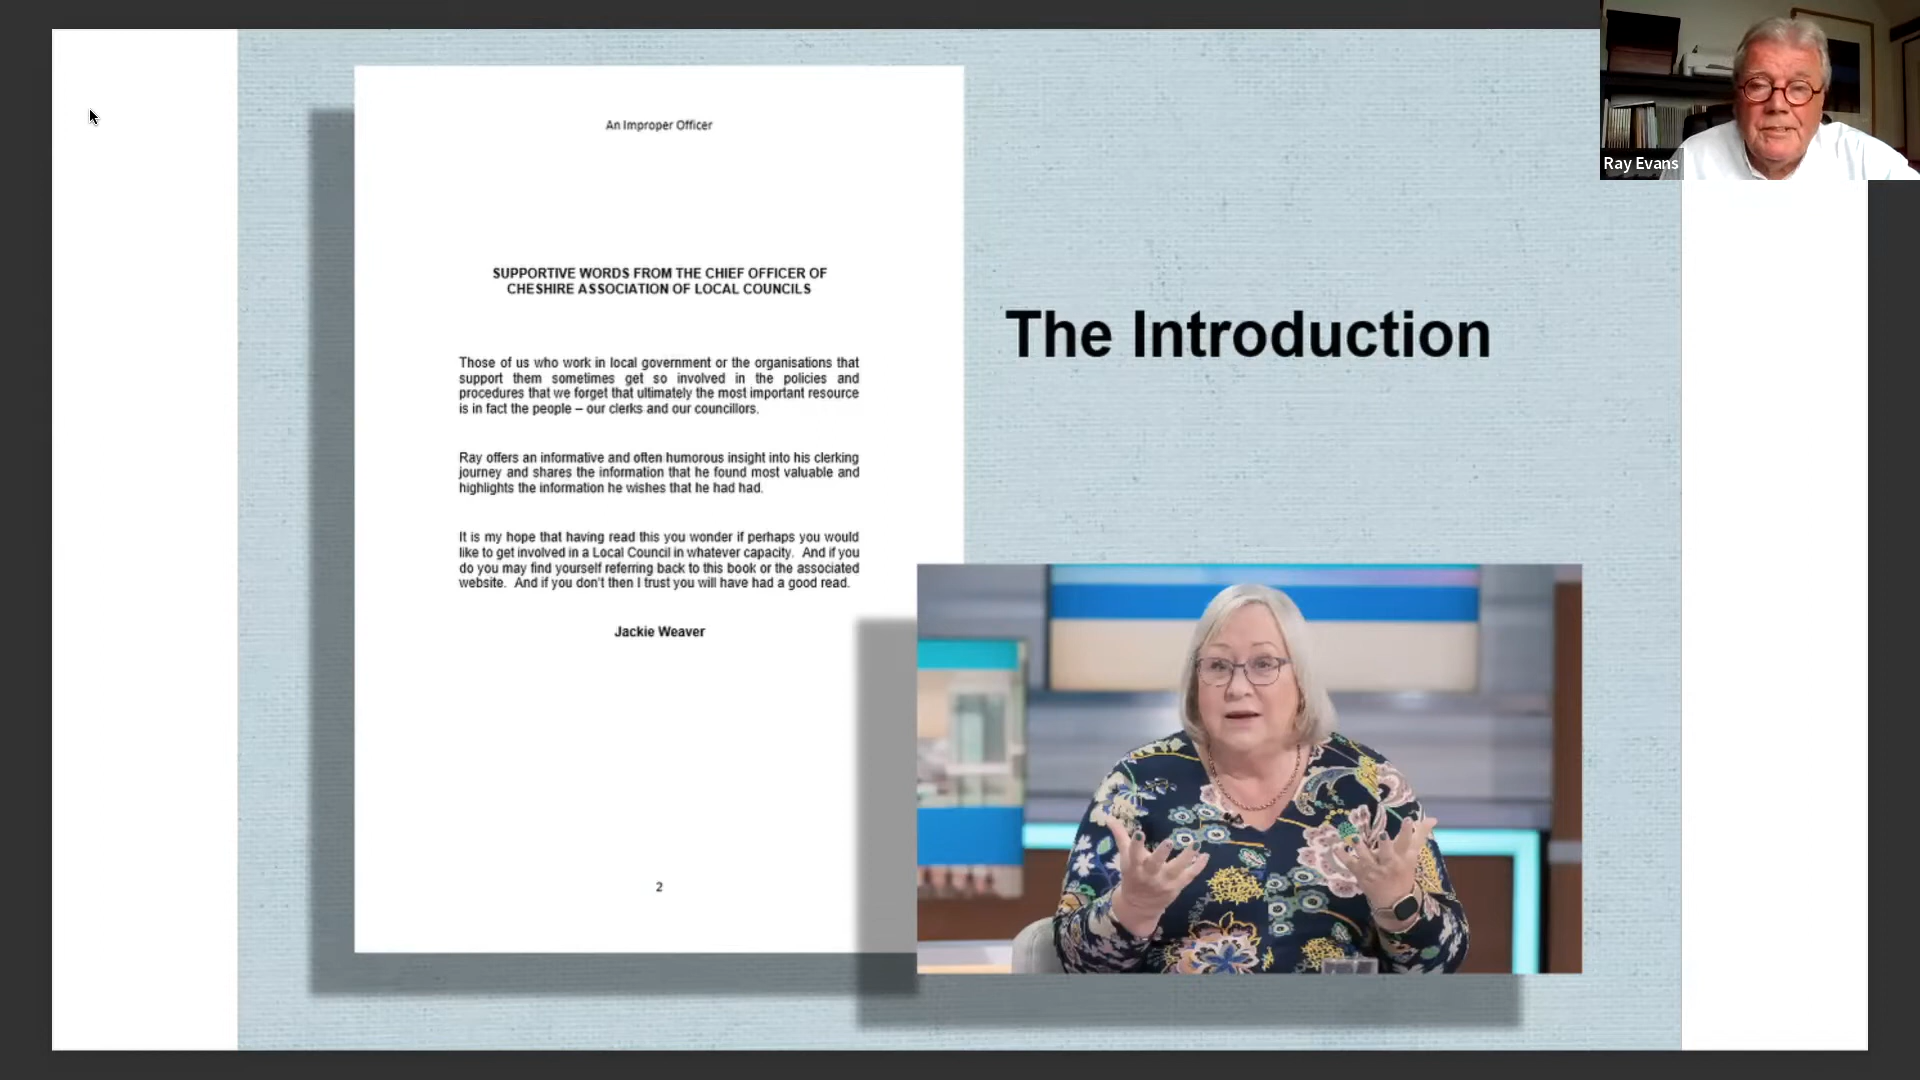 An Improper Officer
SUPPORTIVE WORDS FROM THE CHIEF OFFICER OF
CHESHIRE ASSOCIATION OF LOCAL COUNCILS
Those of us who work in local government or the organisations that
support them sometimes get so involved in the policies and
procedures that we forget that ultimately the most important resource
is in fact the people – our clerks and our councillors.
Ray offers an informative and often humorous insight into his clerking
journey and shares the information that he found most valuable and
highlights the information he wishes that he had had.
It is my hope that having read this you wonder if perhaps you would
like to get involved in a Local Council in whatever capacity.  And if you
do you may find yourself referring back to this book or the associated
website.  And if you don't then I trust you will have had a good read.
Jackie Weaver
2
The Introduction
Ray Evans